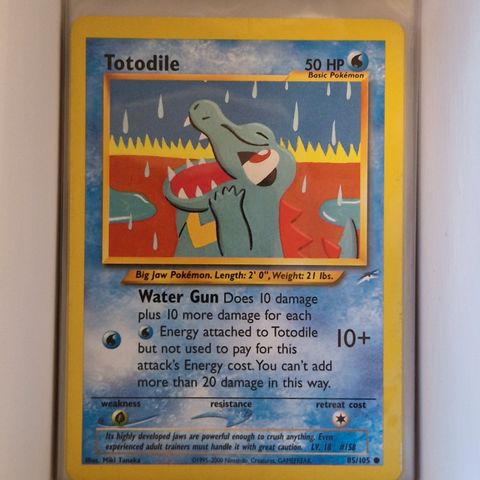 Totodile
50 HP
Basic Pokémon
Big Jaw Pokémon. Length: 2' 0", Weight: 21 lbs.
Water Gun Does 10 damage
plus 10 more damage for each
Energy attached to Totodile
but not used to pay for this
attack's Energy cost. You can't add
more than 20 damage in this way.
10+
weakness
resistance
retreat cost
Its highly developed jaws are powerful enough to crush anything. Even
experienced adult trainers must handle it with great caution. LV. 18 #158
Illus. Miki Tanaka
©1995-2000 Nintendo, Creatures, GAMEFREAK.
85/105